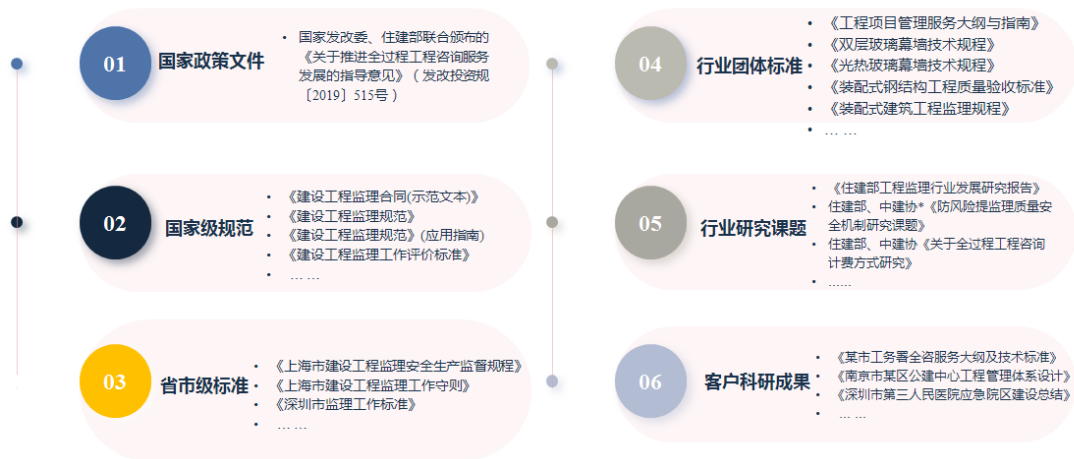 01
国家政策文件
• 国家发改委、住建部联合颁布的
《关于推进全过程工程咨询服务
发展的指导意见》（发改投资规
〔2019〕515号）
02
国家级规范
• 《建设工程监理合同(示范文本)》
• 《建设工程监理规范》
• 《建设工程监理规范》(应用指南)
• 《建设工程监理工作评价标准》
• … …
03
省市级标准
• 《上海市建设工程监理安全生产监督规程》
• 《上海市建设工程监理工作守则》
• 《深圳市监理工作标准》
• … …
04
行业团体标准
• 《工程项目管理服务大纲与指南》
• 《双层玻璃幕墙技术规程》
• 《光热玻璃幕墙技术规程》
• 《装配式钢结构工程质量验收标准》
• 《装配式建筑工程监理规程》
• … …
05
行业研究课题
• 《住建部工程监理行业发展研究报告》
• 住建部、中建协*《防风险提监理质量安
全机制研究课题》
• 住建部、中建协《关于全过程工程咨询
计费方式研究》
• ……
06
客户科研成果
• 《某市工务署全咨服务大纲及技术标准》
• 《南京市某区公建中心工程管理体系设计》
• 《深圳市第三人民医院应急院区建设总结》
• … …